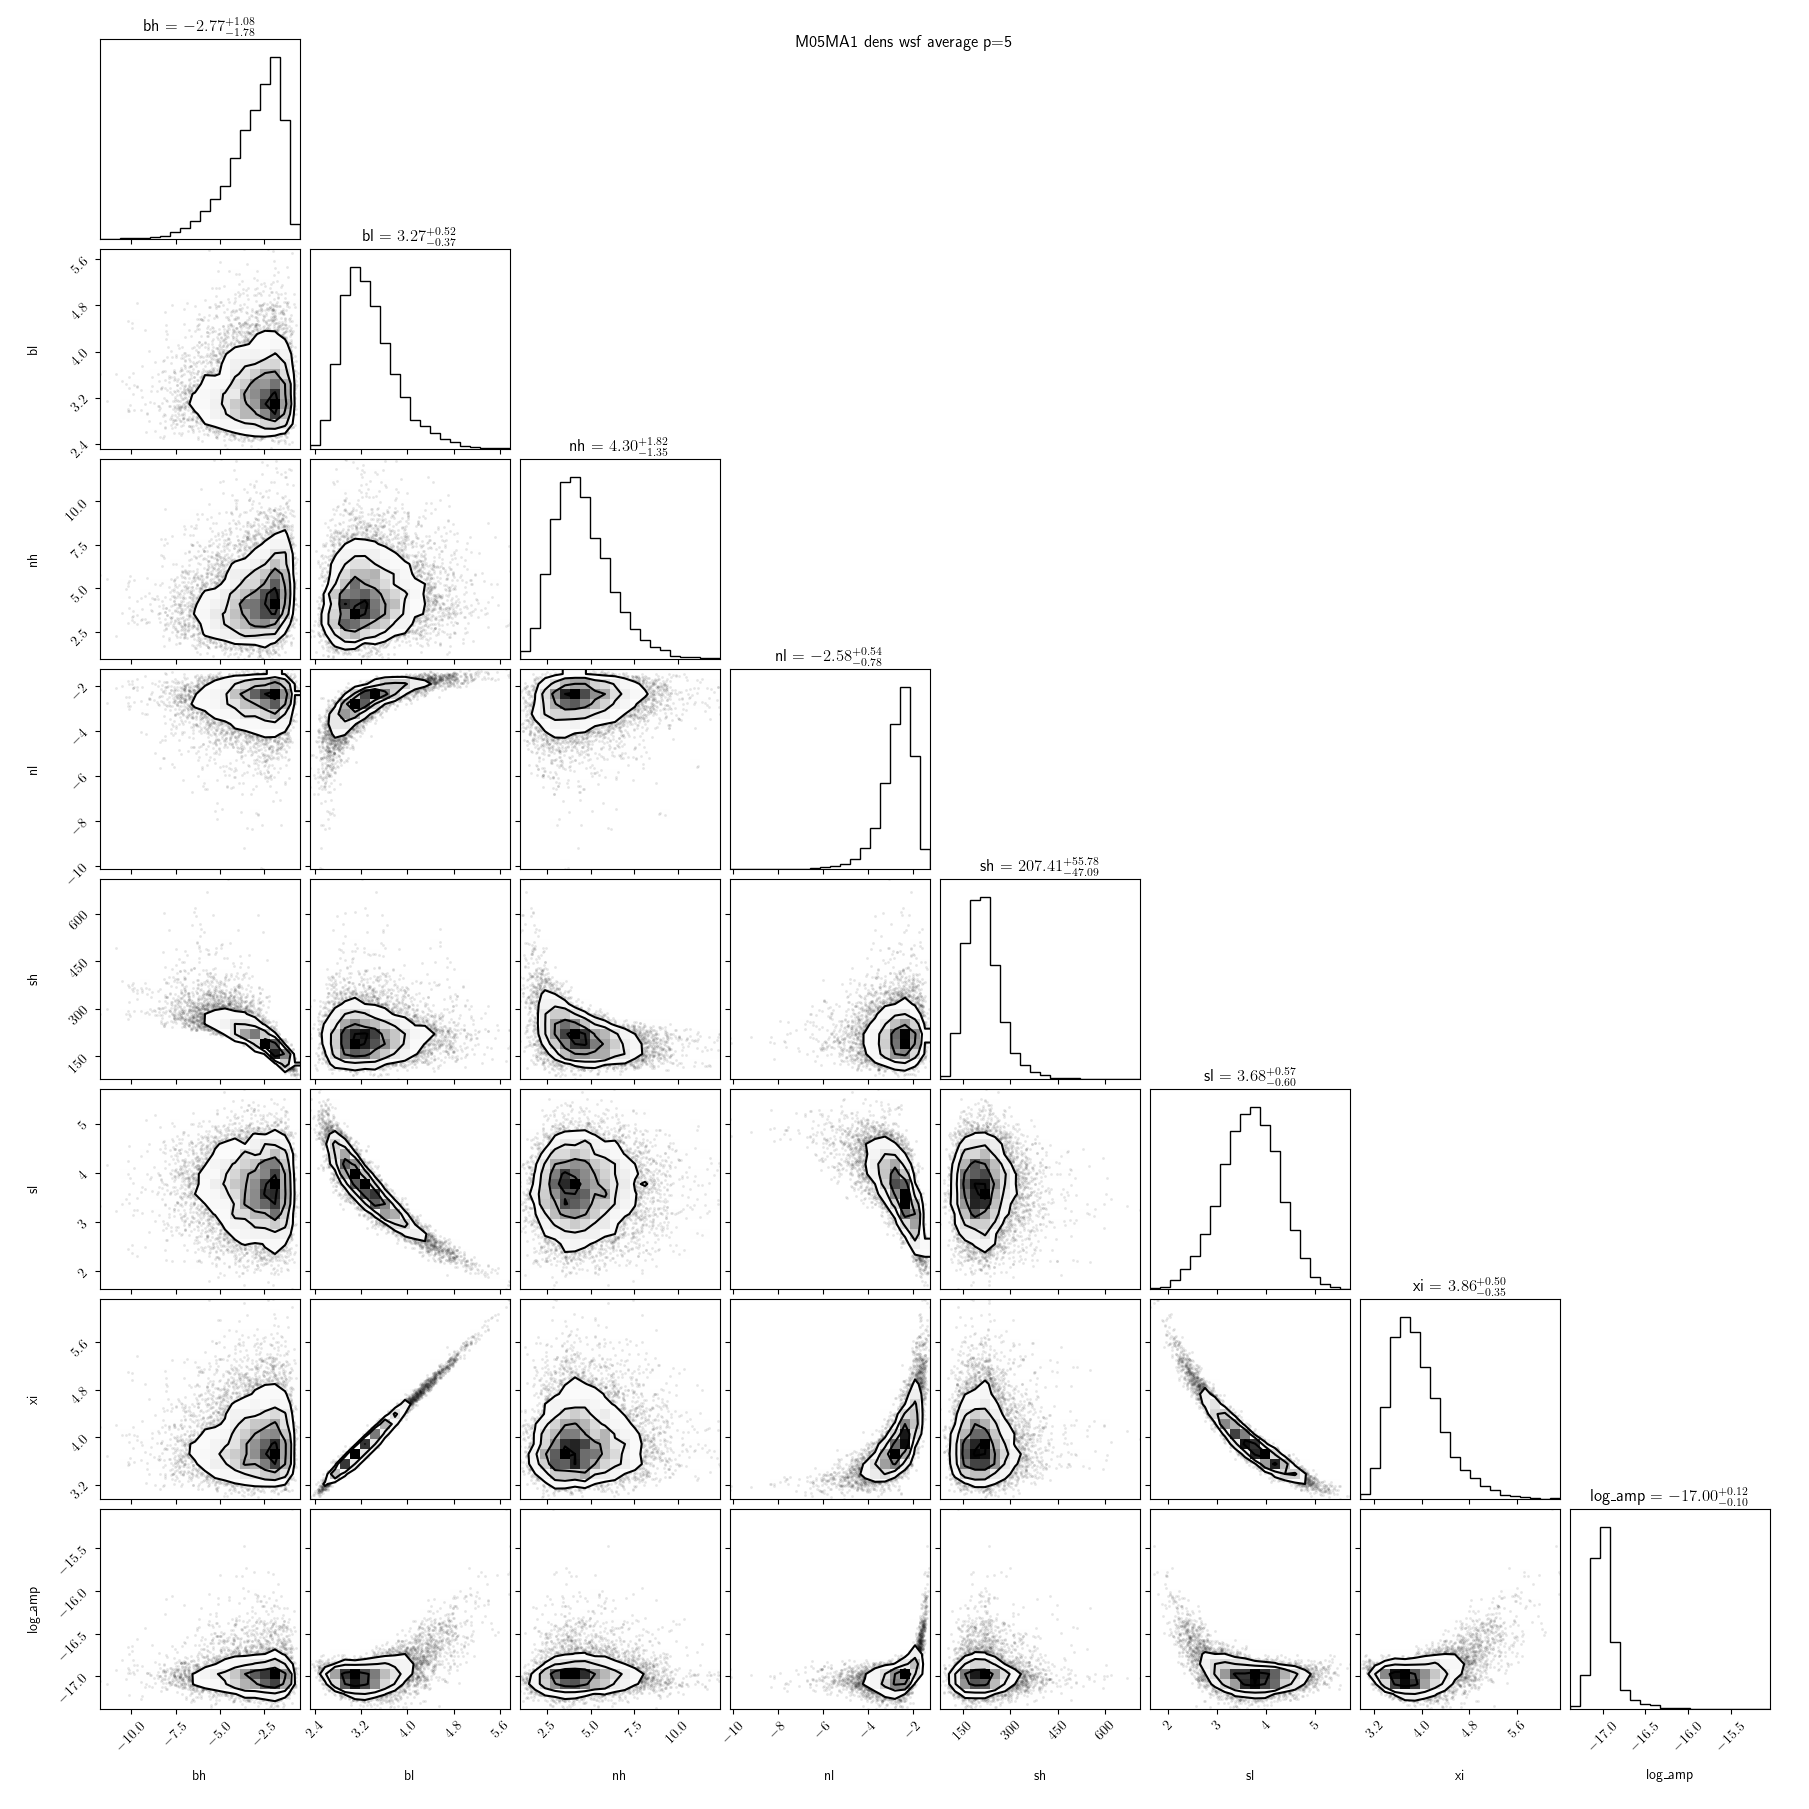 M05MA1 dens wsf average p=5
bh = −2.77+1.08−1.78
bl = 3.27+0.52−0.37
nh = 4.30+1.82−1.35
nl = −2.58+0.54−0.78
sh = 207.41+55.78−47.09
sl = 3.68+0.57−0.60
xi = 3.86+0.50−0.35
log_amp = −17.00+0.12−0.10
5.6
4.8
4.0
3.2
2.4
bl
10.0
7.5
5.0
2.5
nh
−2
−4
−6
−8
−10
nl
600
450
300
150
sh
5
4
3
2
sl
5.6
4.8
4.0
3.2
xi
−15.5
−16.0
−16.5
−17.0
log_amp
−10.0 −7.5 −5.0 −2.5 2.4 3.2 4.0 4.8 5.6 2.5 5.0 7.5 10.0 −10 −8 −6 −4 −2 150 300 450 600 2 3 4 5 3.2 4.0 4.8 5.6 −17.0 −16.5 −16.0 −15.5
bh bl nh nl sh sl xi log_amp